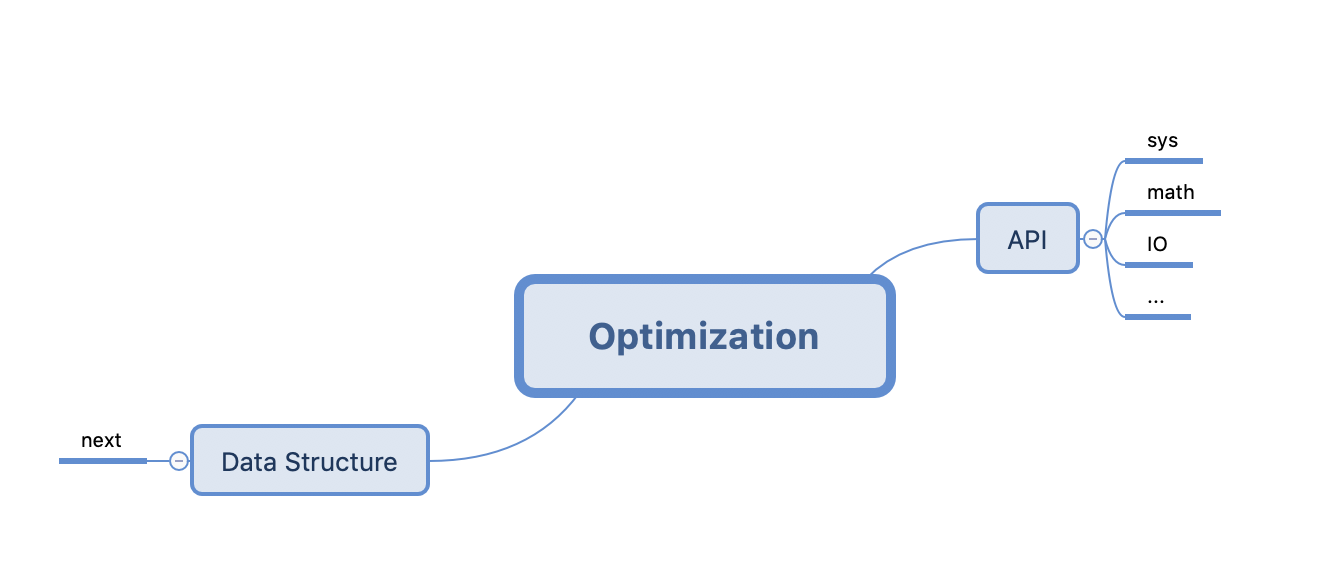 Optimization
API
sys
math
IO
...
Data Structure
next